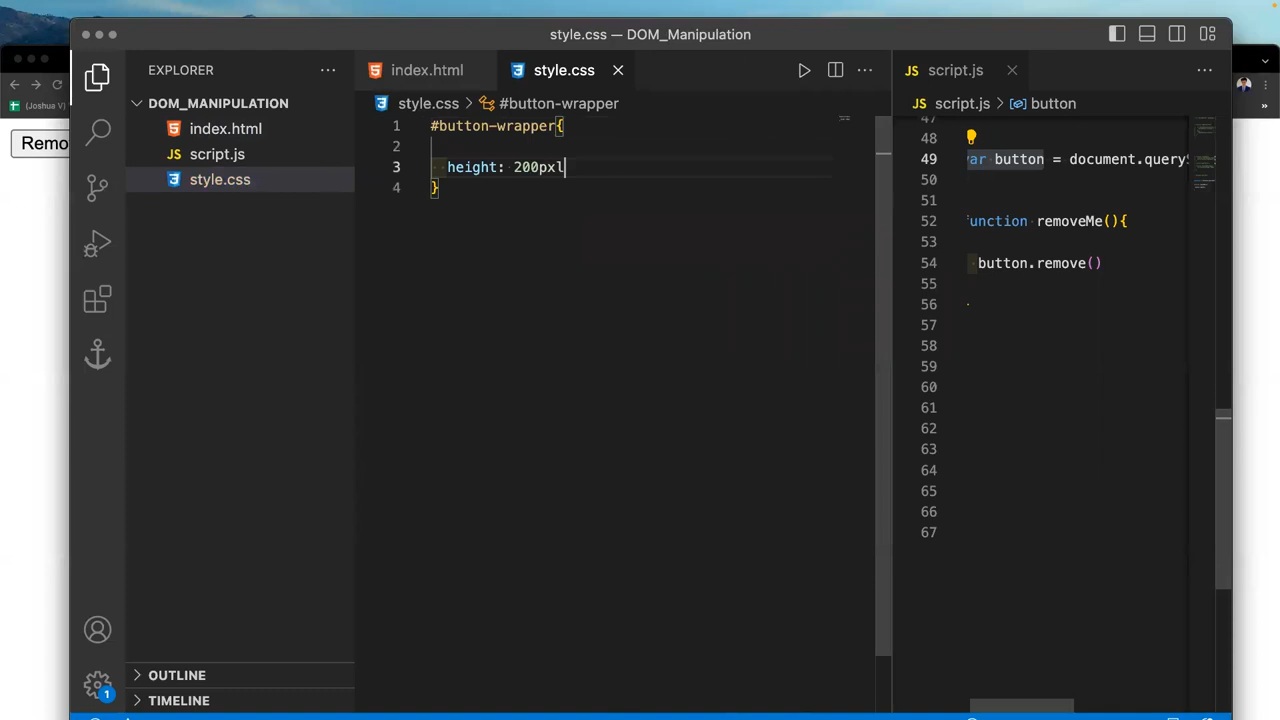 style.css — DOM_Manipulation
EXPLORER
DOM_MANIPULATION
index.html
script.js
style.css
OUTLINE
TIMELINE
1
index.html
style.css
style.css > #button-wrapper
1 #button-wrapper{
2
3 height: 200pxl
4 }
script.js
script.js > button
47
48
49 ar button = document.query
50
51
52 unction removeMe(){
53
54 button.remove()
55
56
57
58
59
60
61
62
63
64
65
66
67
(Joshua V)
Remo